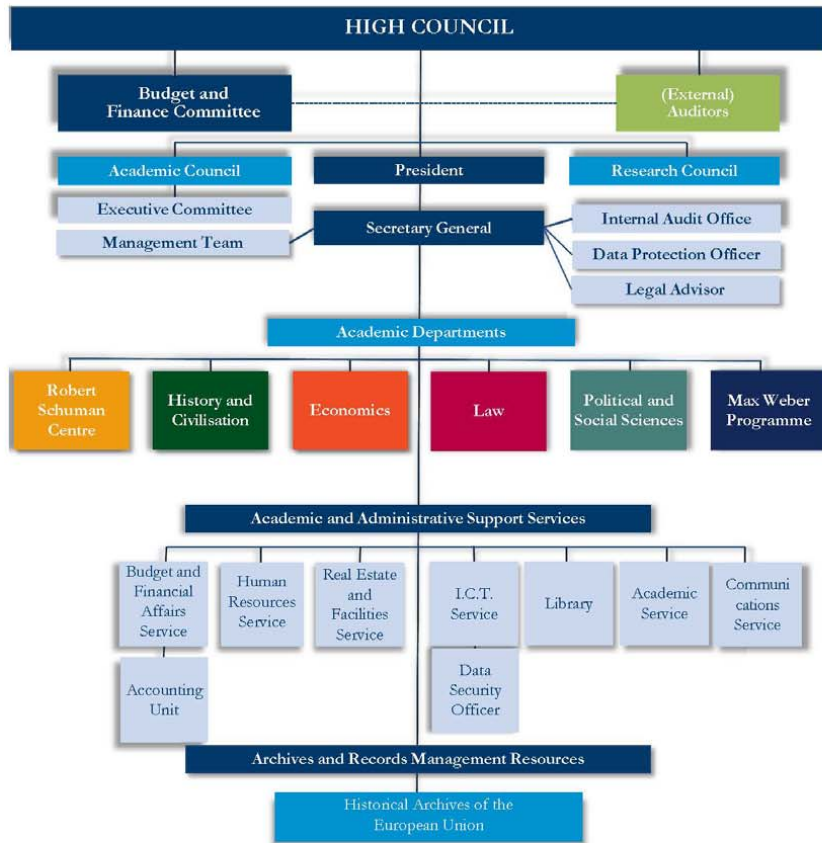 HIGH COUNCIL
Budget and
Finance Committee
(External)
Auditors
Academic Council
President
Research Council
Executive Committee
Management Team
Secretary General
Internal Audit Office
Data Protection Officer
Legal Advisor
Academic Departments
Robert
Schuman
Centre
History and
Civilisation
Economics
Law
Political and
Social Sciences
Max Weber
Programme
Academic and Administrative Support Services
Budget and
Financial
Affairs
Service
Human
Resources
Service
Real Estate
and
Facilities
Service
I.C.T.
Service
Library
Academic
Service
Communi
cations
Service
Accounting
Unit
Data
Security
Officer
Archives and Records Management Resources
Historical Archives of the
European Union